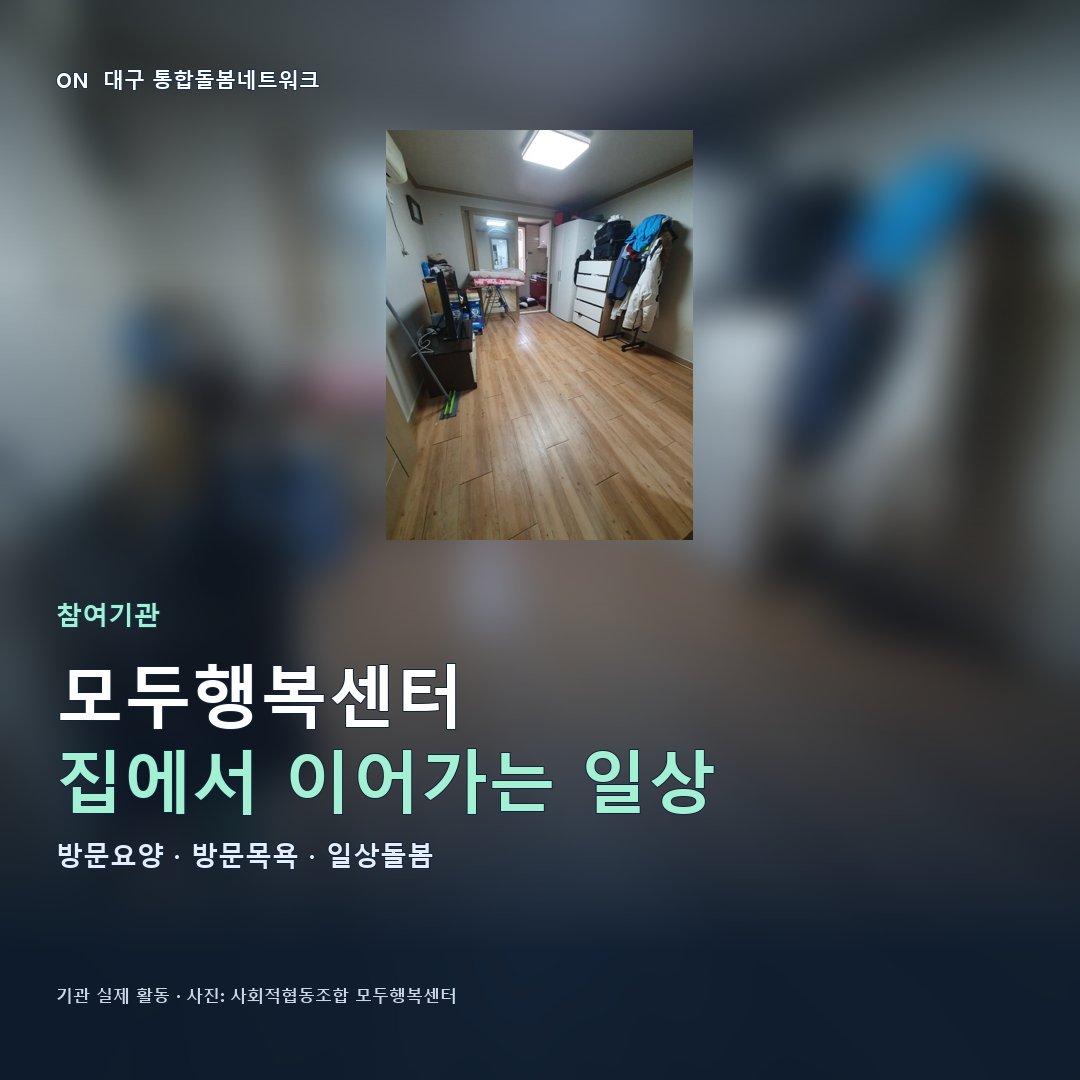 ON 대구 통합돌봄네트워크
참여기관
모두행복센터
집에서 이어가는 일상
방문요양 · 방문목욕 · 일상돌봄
기관 실제 활동 · 사진: 사회적협동조합 모두행복센터